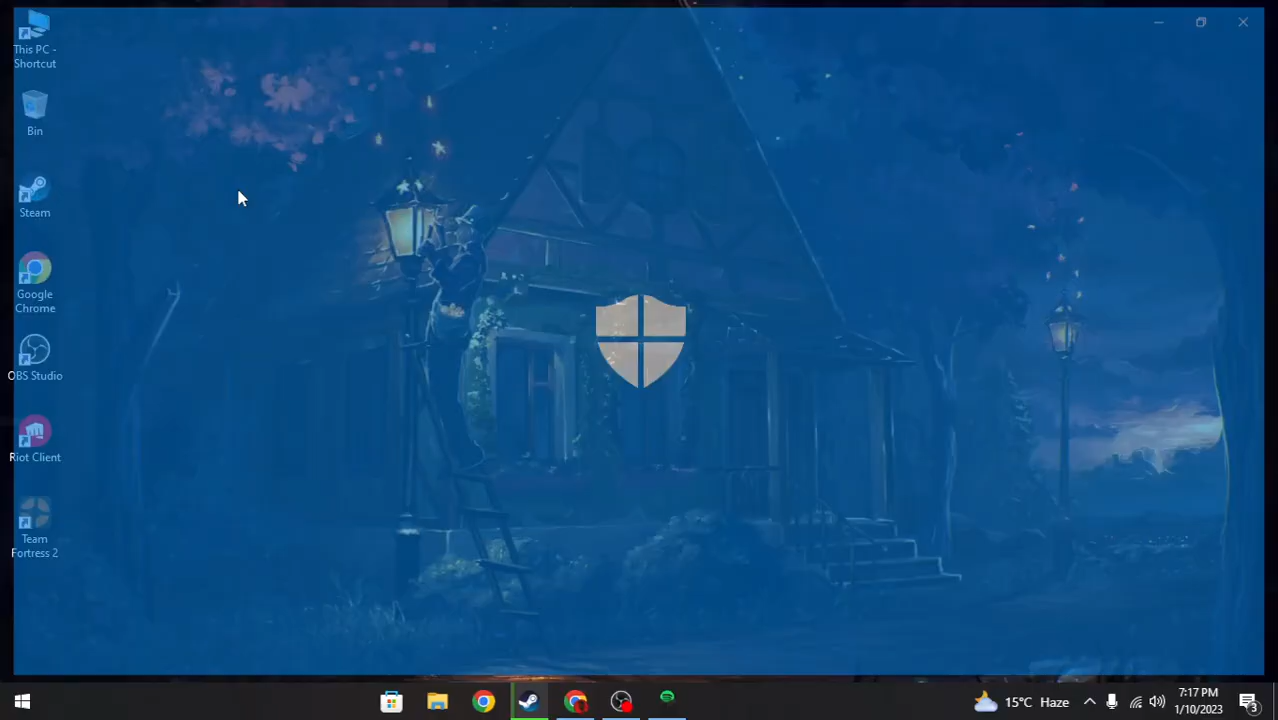 This PC -
Shortcut
Bin
Steam
Google
Chrome
OBS Studio
Riot Client
Team
Fortress 2
15°C Haze
7:17 PM
1/10/2023
3